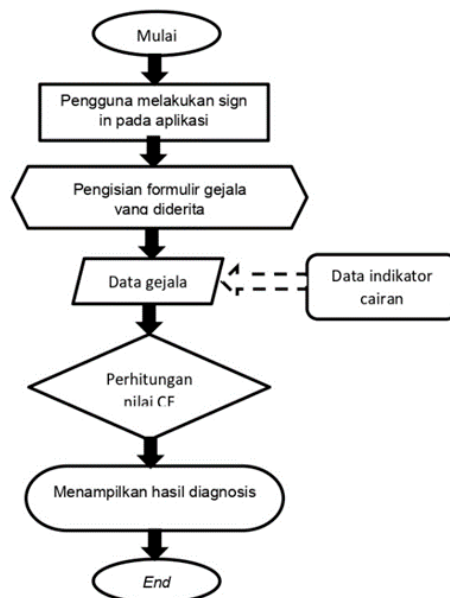 Mulai
Pengguna melakukan sign
in pada aplikasi
Pengisian formulir gejala
yang diderita
Data gejala
Data indikator
cairan
Perhitungan
nilai CF
Menampilkan hasil diagnosis
End